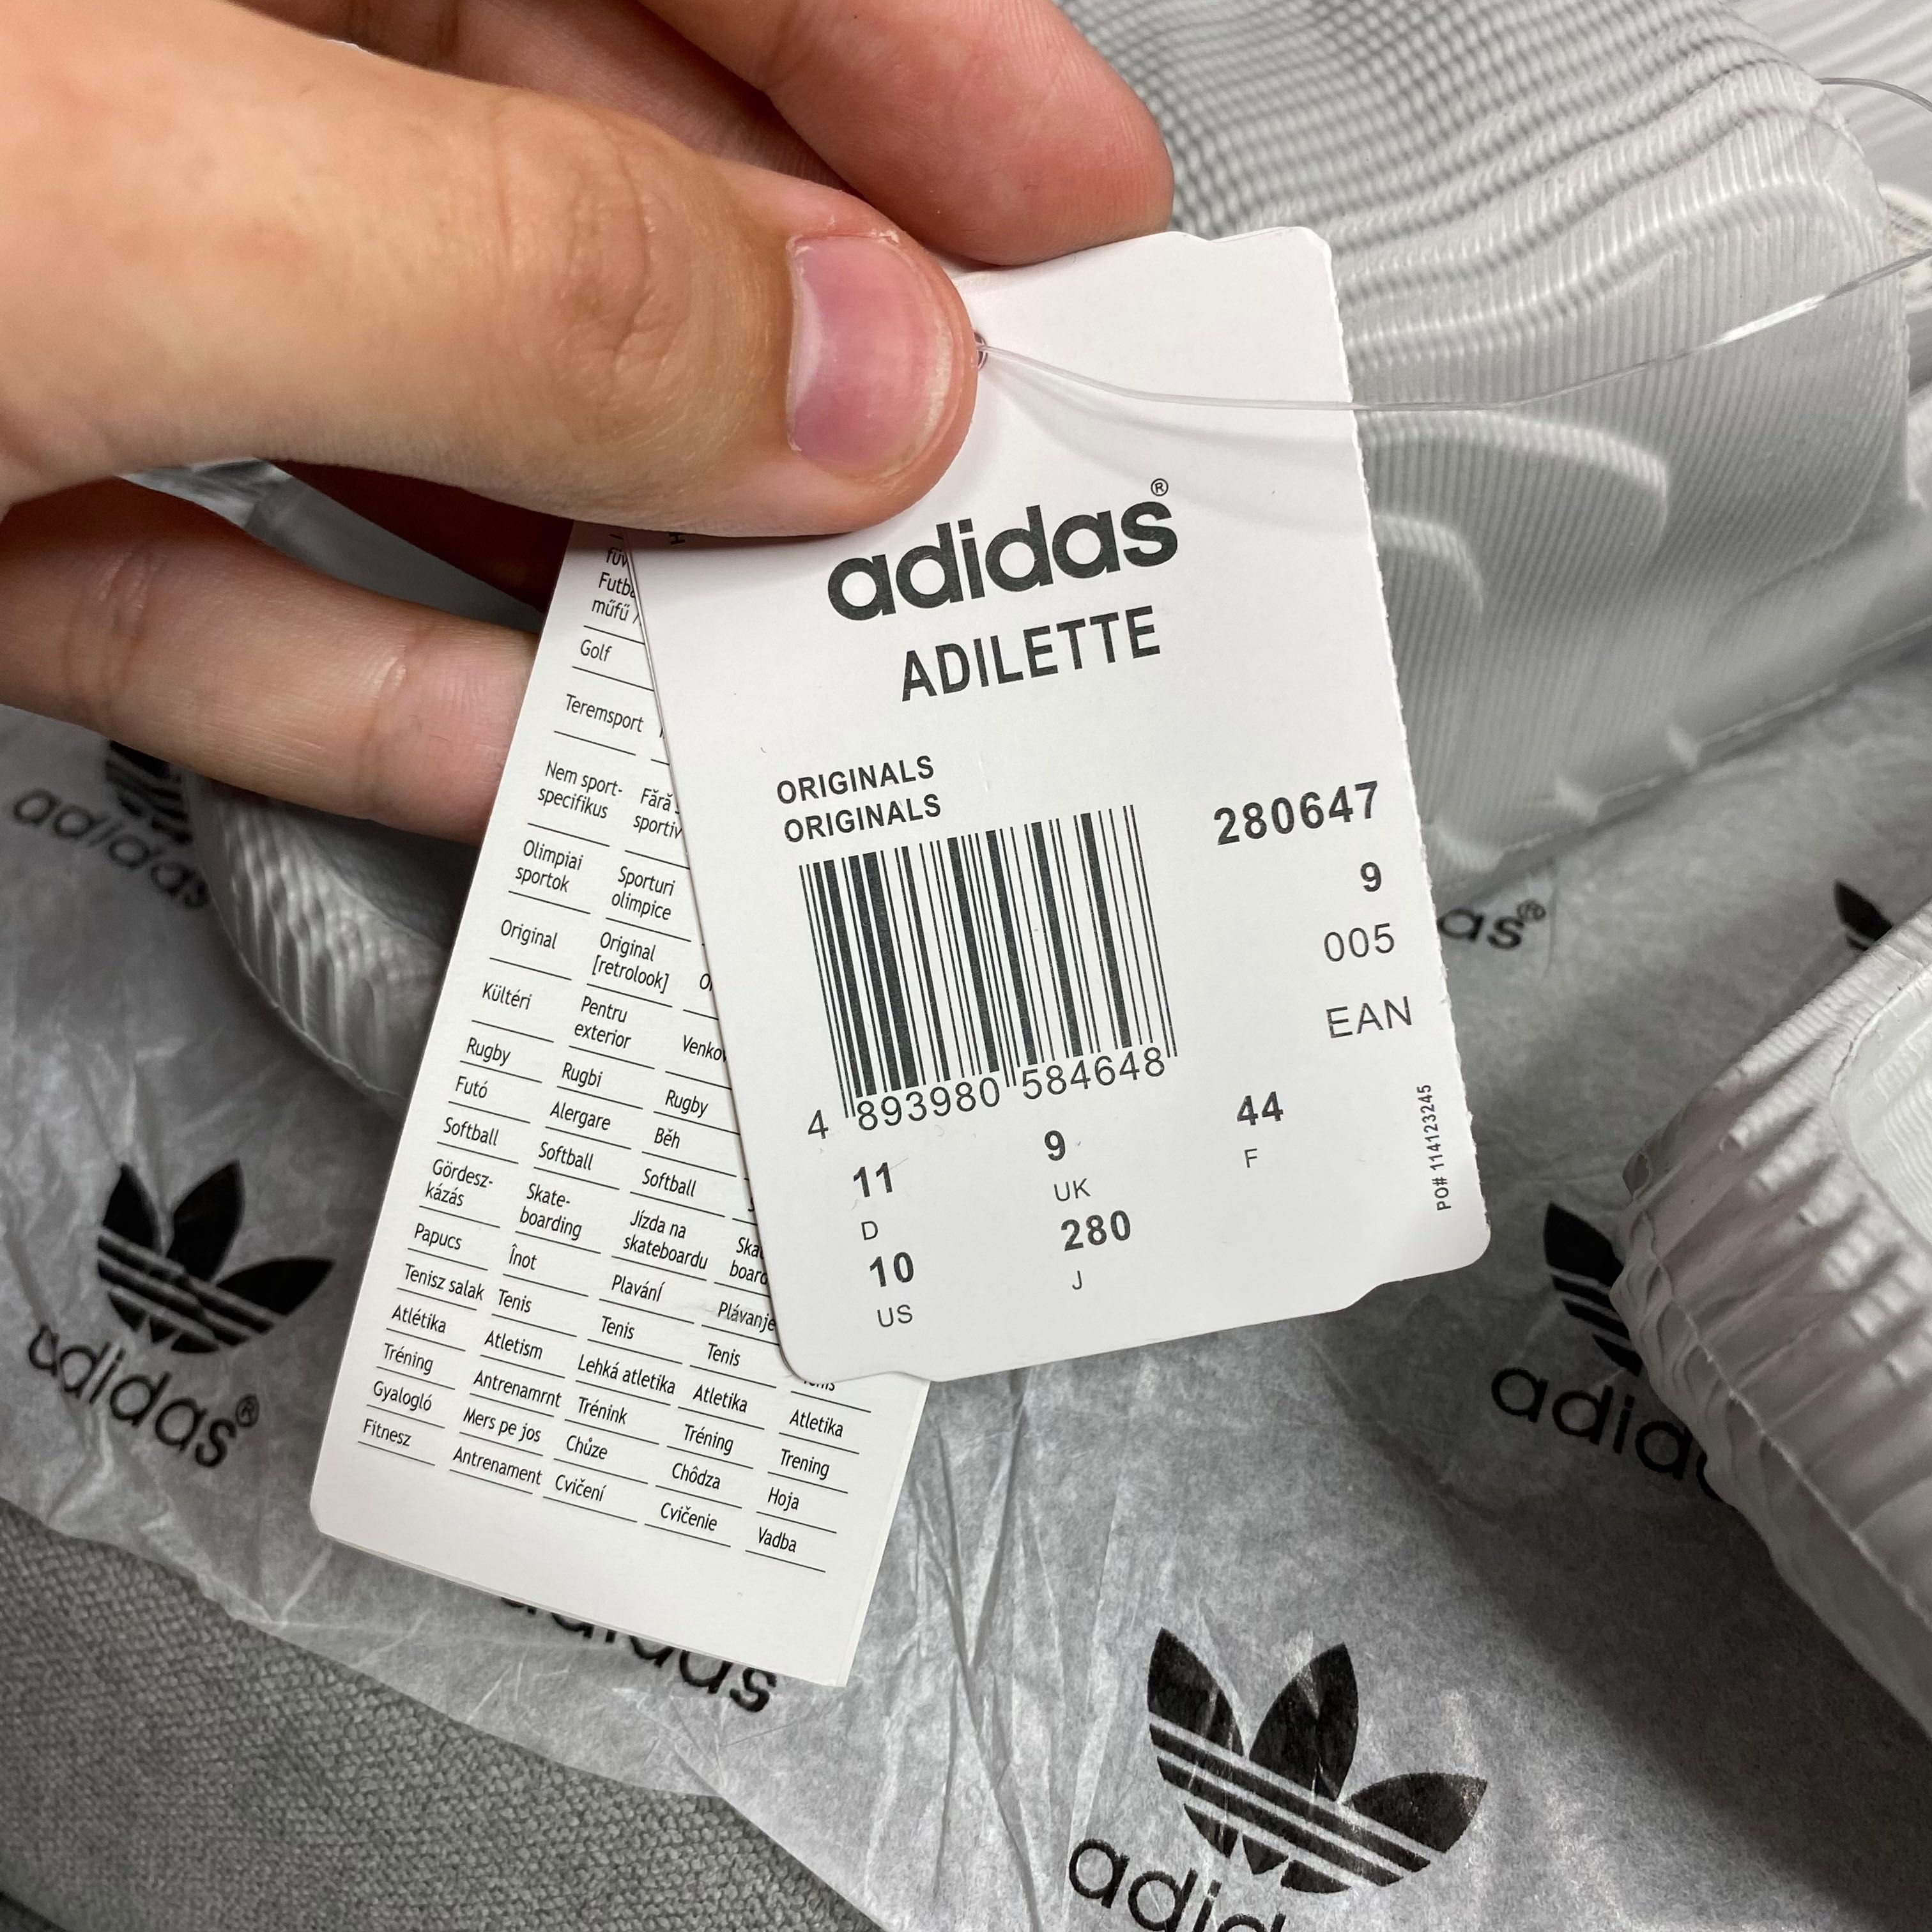 adidas®
ADILETTE
ORIGINALS
ORIGINALS
280647
9
005
EAN
4 893980 584648
11 9 44
D UK F
10 280
US J
PO# 114123245
Golf
Teremsport
Nem sport-specifikus
Fără
Olimpiai sportok Sporturi olimpice
Original Original [retrolook]
Kültéri Pentru exterior
Rugby Rugbi Rugby
Futó Alergare Běh
Softball Softball Softball
Gördesz-kázás Skate-boarding Jízda na skateboardu
Papucs Înot Plavání Plávanje
Tenisz salak Tenis Tenis Tenis
Atlétika Atletism Lehká atletika Atletika Atletika
Tréning Antrenamrnt Trénink Tréning Trening
Gyalogló Mers pe jos Chůze Chôdza Hoja
Fitnesz Antrenament Cvičení Cvičenie Vadba
adidas
adidas®
adidas